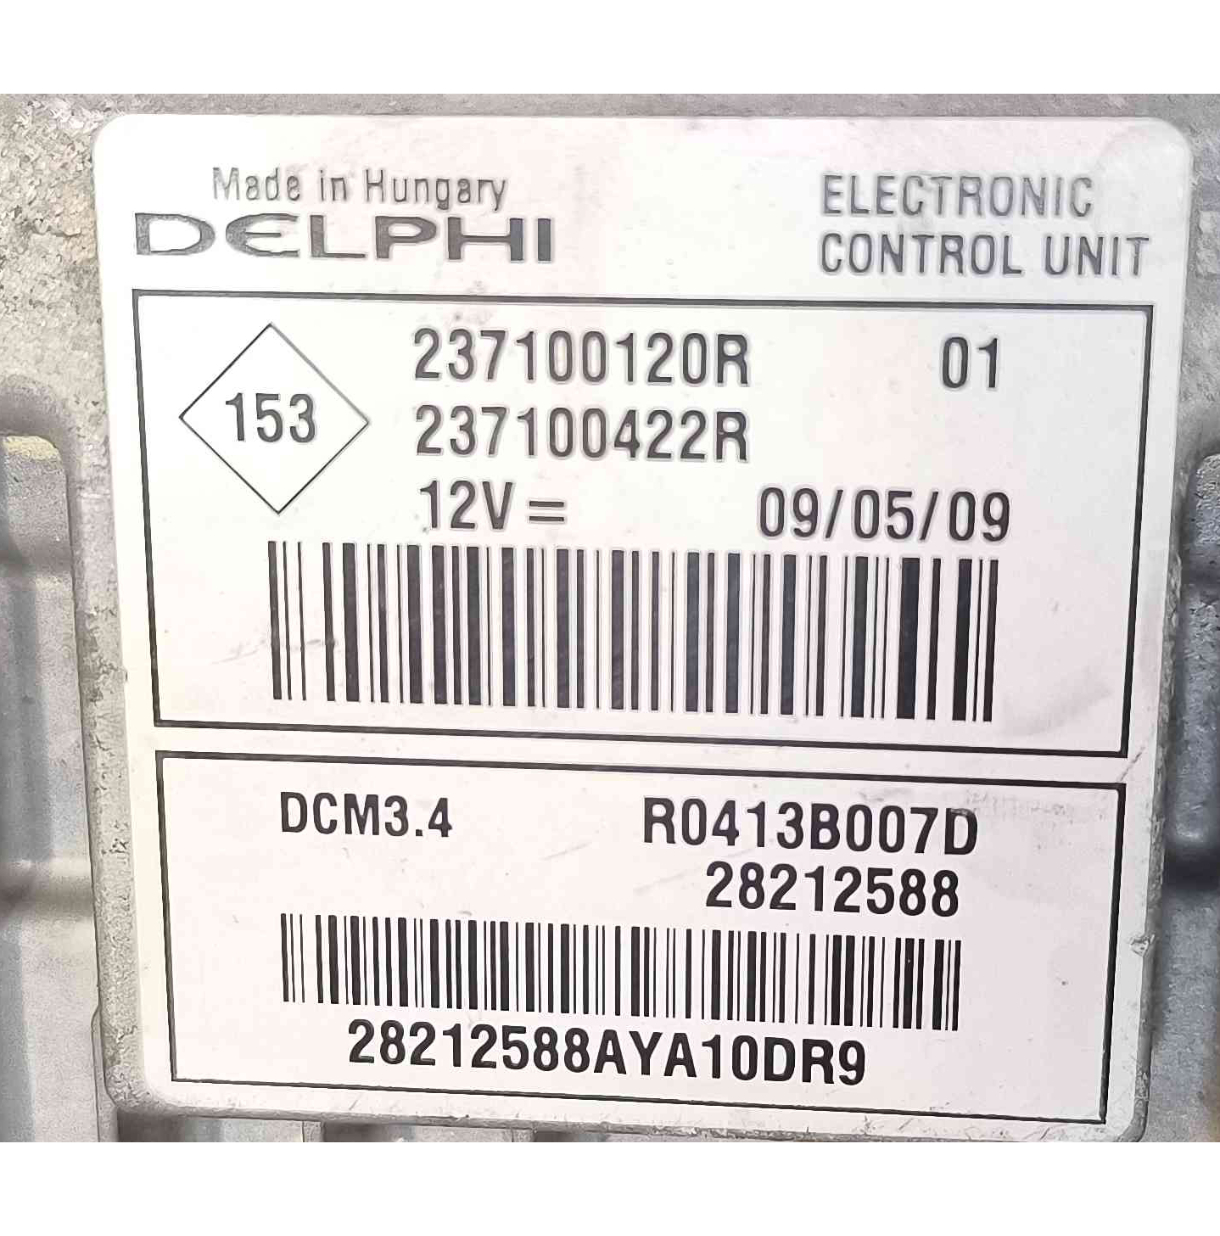 Made in Hungary
DELPHI
ELECTRONIC
CONTROL UNIT
153
237100120R 01
237100422R
12V = 09/05/09
DCM3.4 R0413B007D
28212588
28212588AYA10DR9